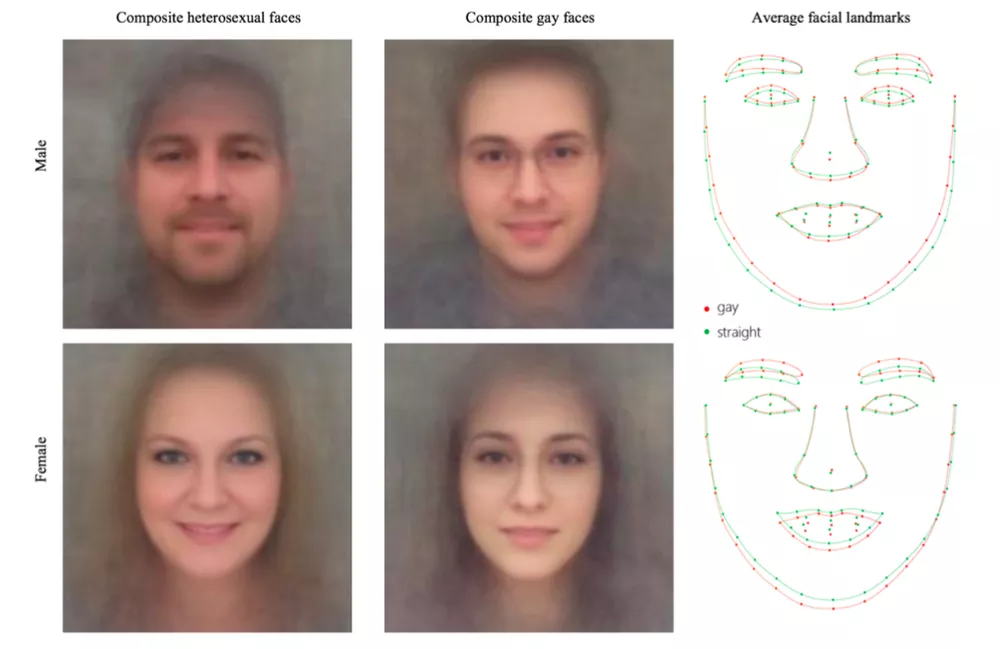 Composite heterosexual faces
Composite gay faces
Average facial landmarks
Male
gay
straight
Female